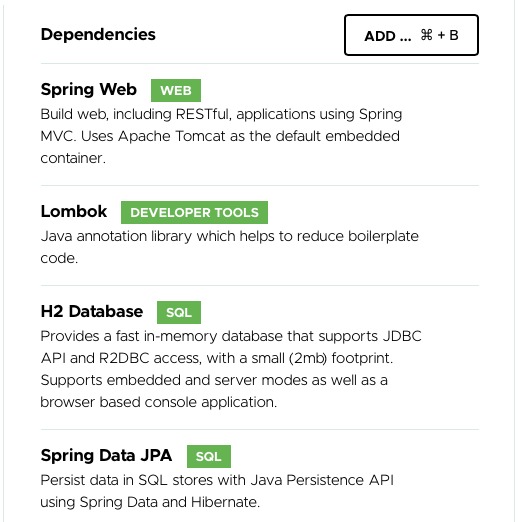 Dependencies
ADD ... ⌘ + B
Spring Web WEB
Build web, including RESTful, applications using Spring
MVC. Uses Apache Tomcat as the default embedded
container.
Lombok DEVELOPER TOOLS
Java annotation library which helps to reduce boilerplate
code.
H2 Database SQL
Provides a fast in-memory database that supports JDBC
API and R2DBC access, with a small (2mb) footprint.
Supports embedded and server modes as well as a
browser based console application.
Spring Data JPA SQL
Persist data in SQL stores with Java Persistence API
using Spring Data and Hibernate.